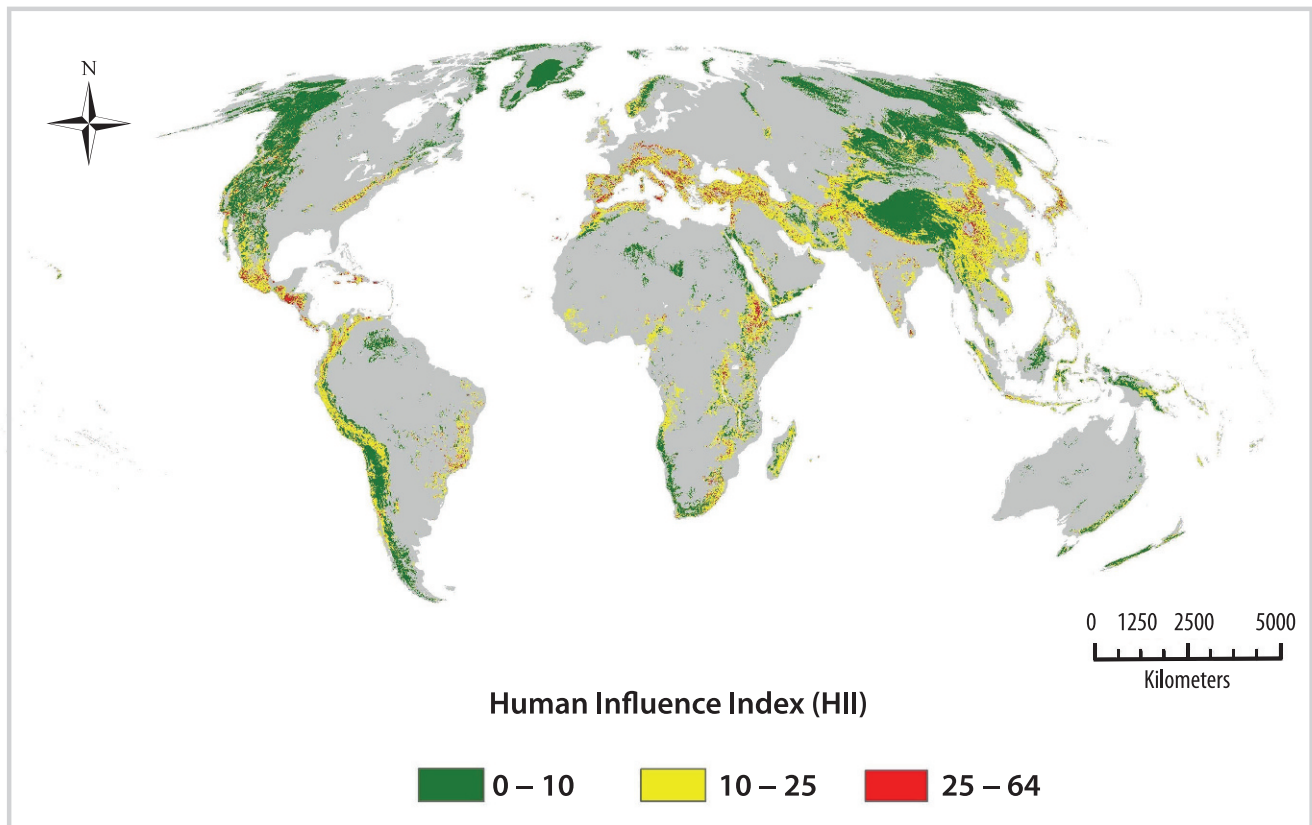 N
0 1250 2500 5000
Kilometers
Human Influence Index (HII)
0 – 10 10 – 25 25 – 64